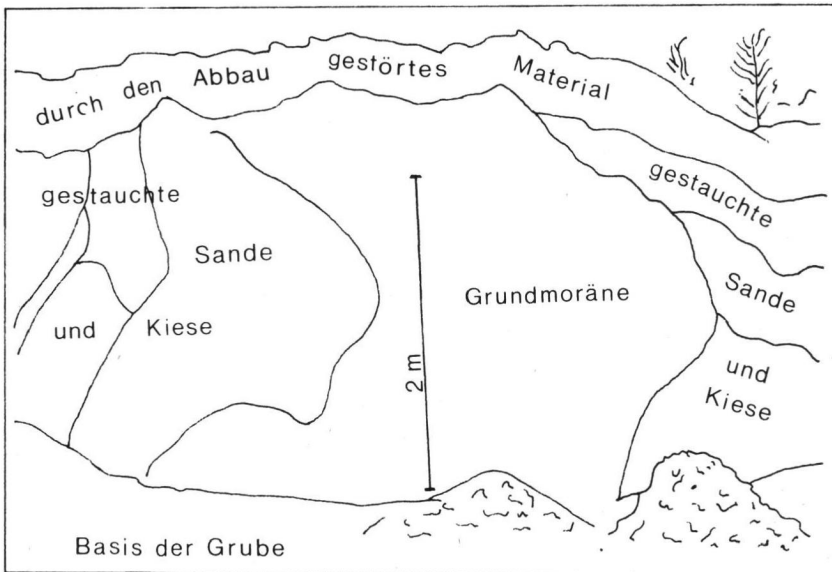 durch den Abbau gestörtes Material
gestauchte
Sande
und Kiese
2 m
Grundmoräne
gestauchte
Sande
und
Kiese
Basis der Grube